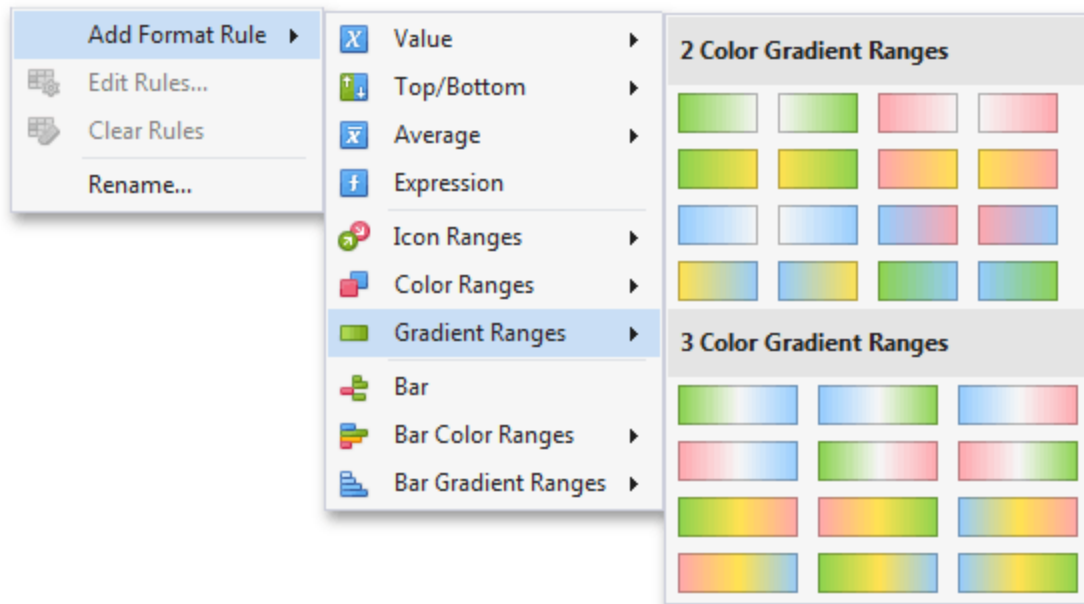 Add Format Rule
Edit Rules...
Clear Rules
Rename...
Value
Top/Bottom
Average
Expression
Icon Ranges
Color Ranges
Gradient Ranges
Bar
Bar Color Ranges
Bar Gradient Ranges
2 Color Gradient Ranges
3 Color Gradient Ranges